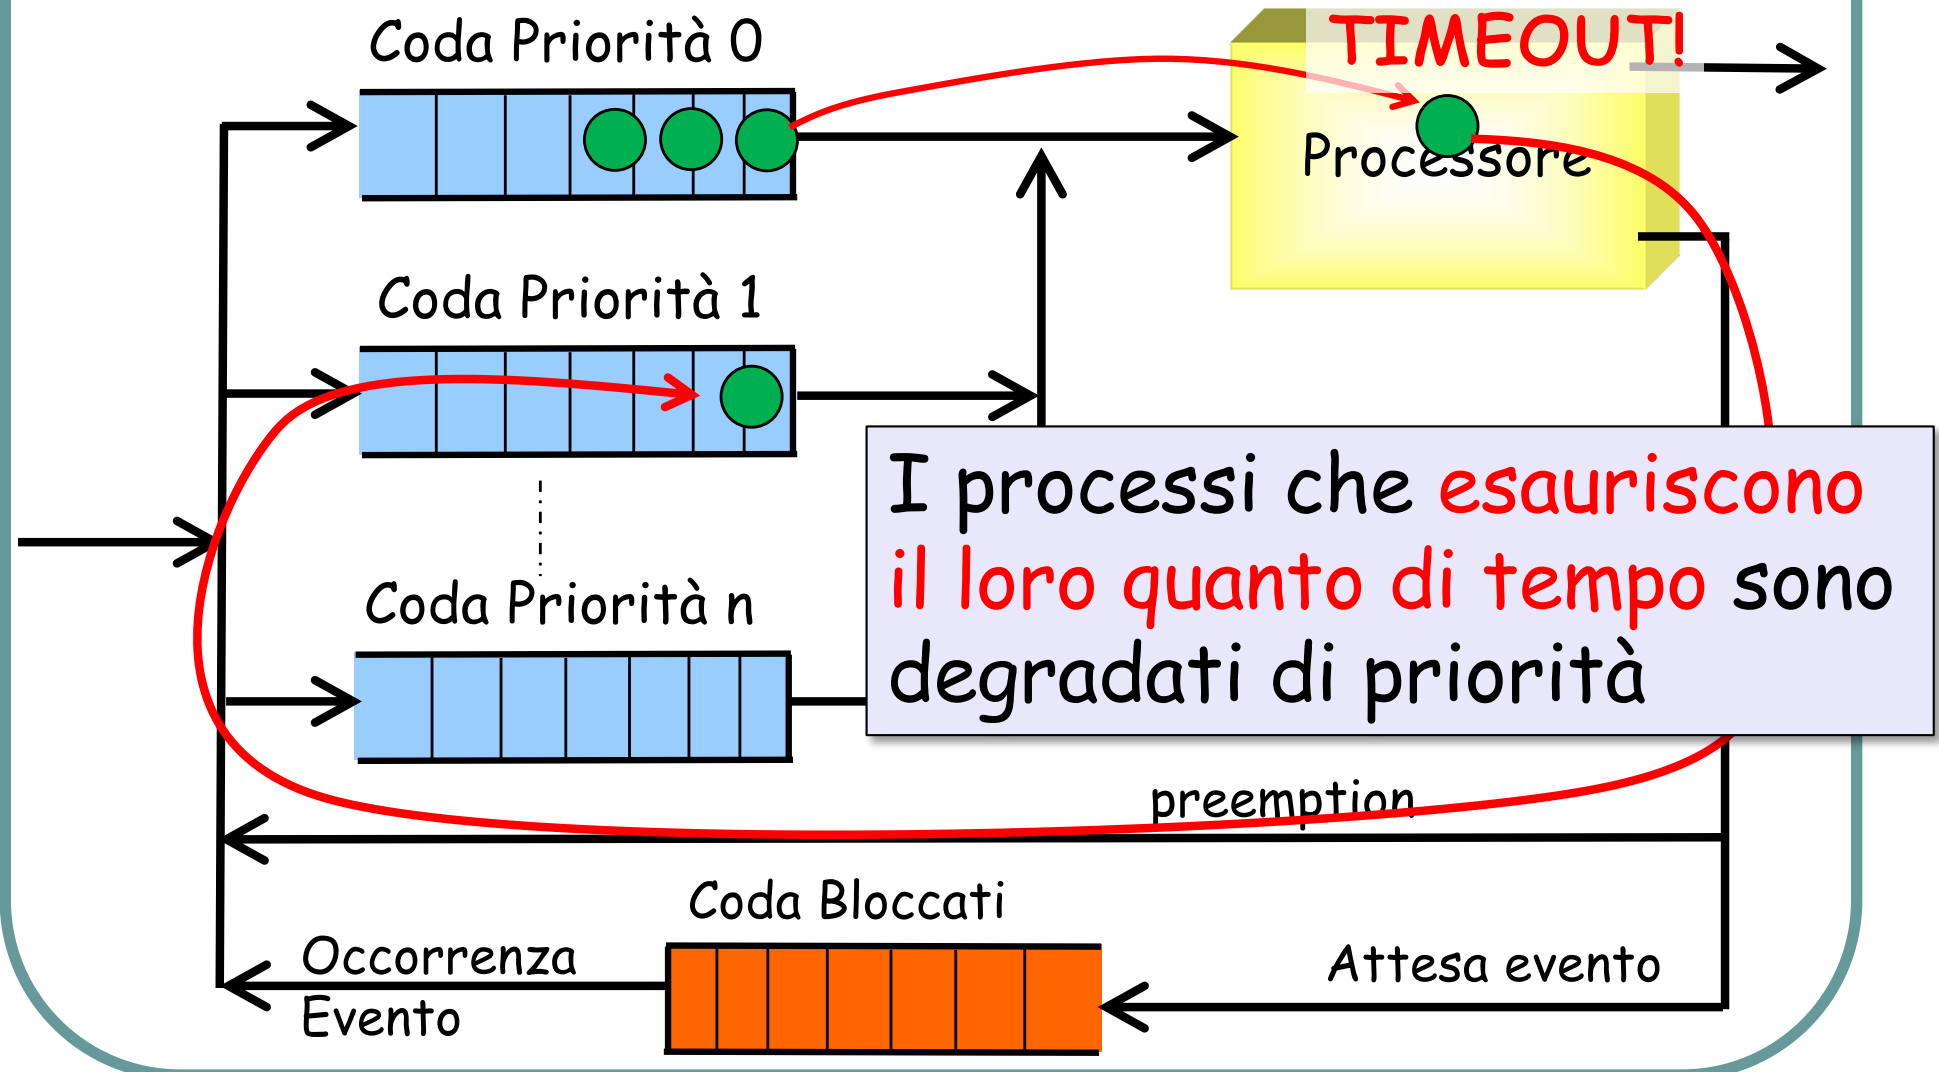 Coda Priorità 0
TIMEOUT!
Processore
Coda Priorità 1
I processi che esauriscono
il loro quanto di tempo sono
degradati di priorità
Coda Priorità n
preemption
Coda Bloccati
Occorrenza
Evento
Attesa evento